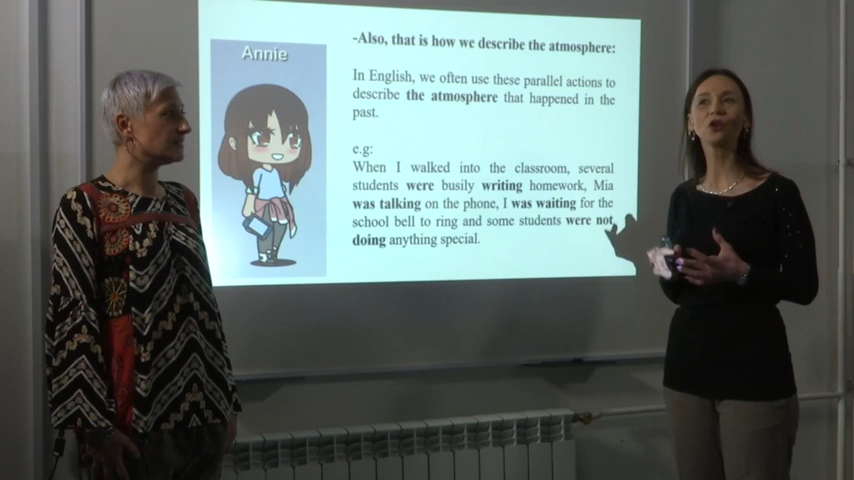 Annie
-Also, that is how we describe the atmosphere:
In English, we often use these parallel actions to
describe the atmosphere that happened in the
past.
e.g:
When I walked into the classroom, several
students were busily writing homework, Mia
was talking on the phone, I was waiting for the
school bell to ring and some students were not
doing anything special.